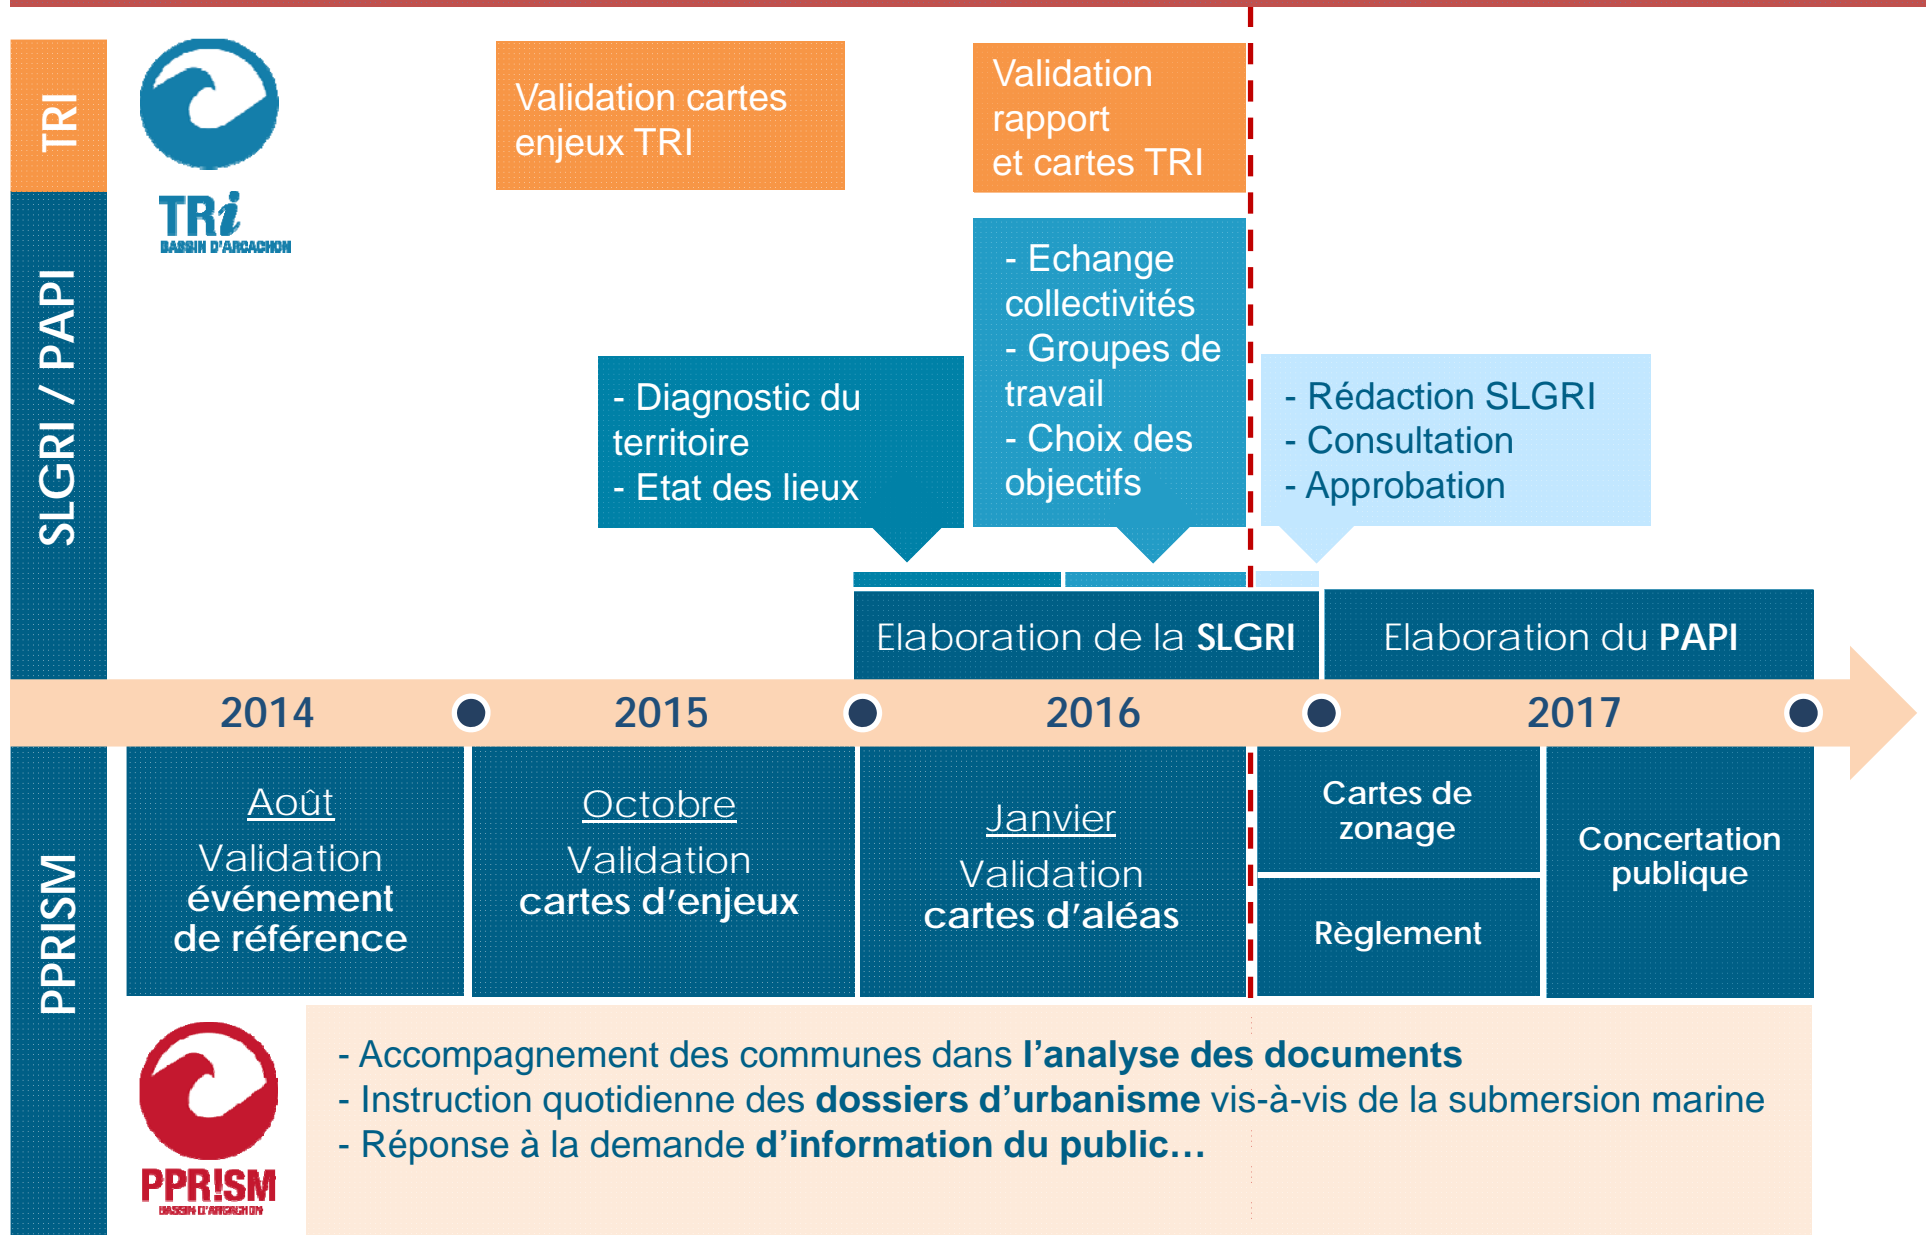 TRI
TRi
BASSIN D'ARCACHON
Validation cartes
enjeux TRI
Validation
rapport
et cartes TRI
SLGRI / PAPI
- Diagnostic du
territoire
- Etat des lieux
- Echange
collectivités
- Groupes de
travail
- Choix des
objectifs
- Rédaction SLGRI
- Consultation
- Approbation
Elaboration de la SLGRI
Elaboration du PAPI
2014
2015
2016
2017
PPRISM
Août
Validation
événement
de référence
Octobre
Validation
cartes d’enjeux
Janvier
Validation
cartes d’aléas
Cartes de
zonage
Règlement
Concertation
publique
PPR!SM
BASSIN D'ARCACHON
- Accompagnement des communes dans l’analyse des documents
- Instruction quotidienne des dossiers d’urbanisme vis-à-vis de la submersion marine
- Réponse à la demande d’information du public…